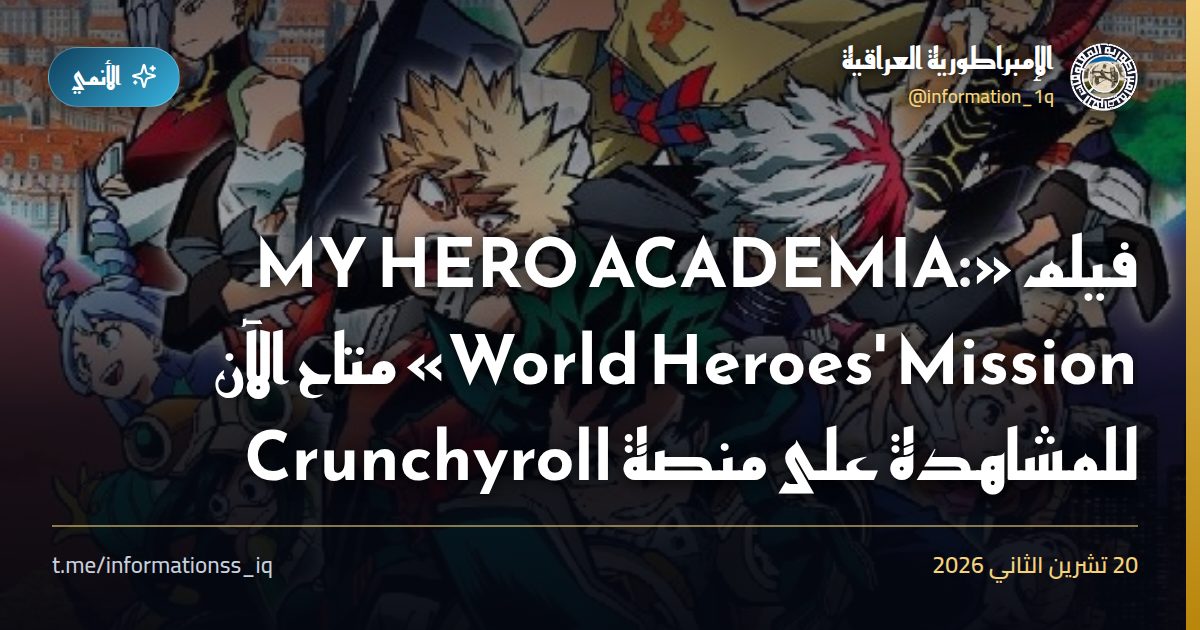 الإمبراطورية العراقية
@information_1q
الأنمي
فيلم «MY HERO ACADEMIA:
World Heroes' Mission» متاح الآن
للمشاهدة على منصة Crunchyroll
20 تشرين الثاني 2026
t.me/informationss_iq